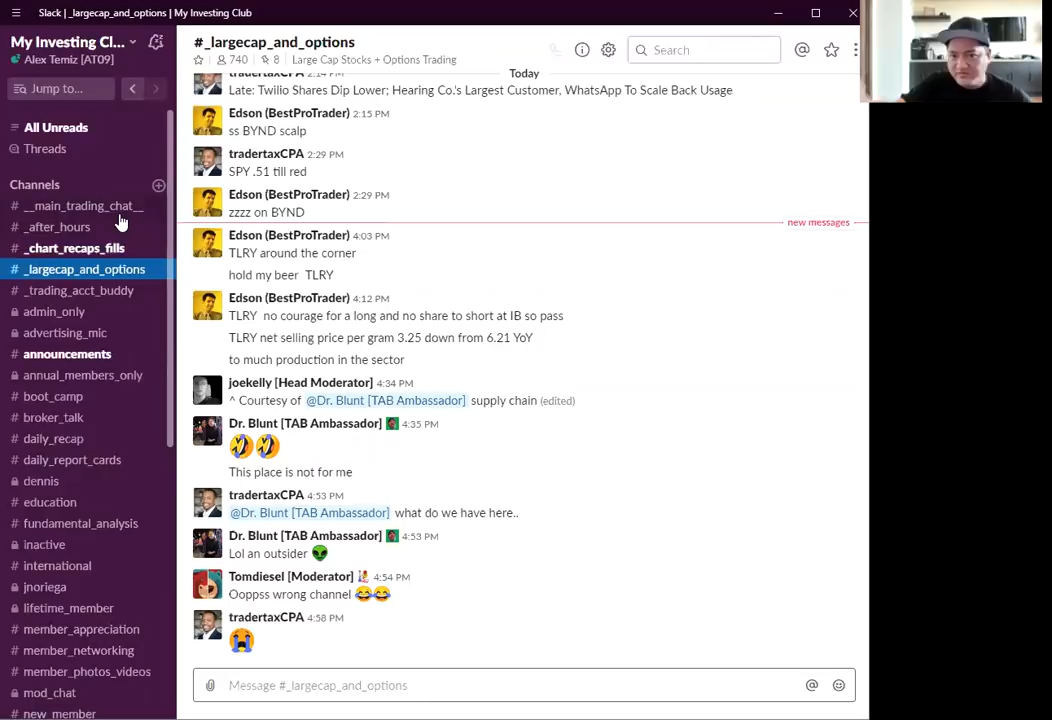 Slack | _largecap_and_options | My Investing Club
My Investing Cl...
Alex Temiz [AT09]
Jump to...
All Unreads
Threads
Channels
# __main_trading_chat__
# _after_hours
# _chart_recaps_fills
# _largecap_and_options
# _trading_acct_buddy
# admin_only
advertising_mic
# announcements
annual_members_only
# boot_camp
# broker_talk
# daily_recap
# daily_report_cards
dennis
# education
# fundamental_analysis
inactive
# international
jnoriega
lifetime_member
# member_appreciation
# member_networking
# member_photos_videos
mod_chat
# new_member
#_largecap_and_options
740
8
Large Cap Stocks + Options Trading
Search
Today
tradertaxCPA 2:14 PM
Late: Twilio Shares Dip Lower; Hearing Co.'s Largest Customer, WhatsApp To Scale Back Usage
Edson (BestProTrader) 2:15 PM
ss BYND scalp
tradertaxCPA 2:29 PM
SPY .51 till red
Edson (BestProTrader) 2:29 PM
zzzz on BYND
new messages
Edson (BestProTrader) 4:03 PM
TLRY around the corner
hold my beer TLRY
Edson (BestProTrader) 4:12 PM
TLRY no courage for a long and no share to short at IB so pass
TLRY net selling price per gram 3.25 down from 6.21 YoY
to much production in the sector
joekelly [Head Moderator] 4:34 PM
^ Courtesy of @Dr. Blunt [TAB Ambassador] supply chain (edited)
Dr. Blunt [TAB Ambassador] 4:35 PM
🤣🤣
This place is not for me
tradertaxCPA 4:53 PM
@Dr. Blunt [TAB Ambassador] what do we have here..
Dr. Blunt [TAB Ambassador] 4:53 PM
Lol an outsider 👽
Tomdiesel [Moderator] 4:54 PM
Ooppss wrong channel 😂😂
tradertaxCPA 4:58 PM
😭
Message #_largecap_and_options